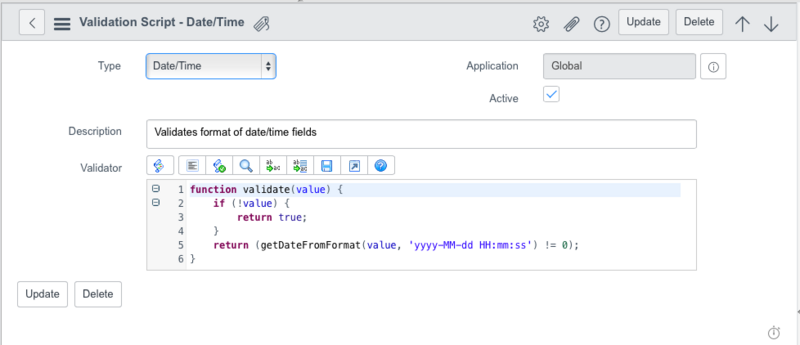 Validation Script - Date/Time
Update
Delete
Type
Date/Time
Application
Global
Active
Description
Validates format of date/time fields
Validator
1 function validate(value) {
2     if (!value) {
3         return true;
4     }
5     return (getDateFromFormat(value, 'yyyy-MM-dd HH:mm:ss') != 0);
6 }
Update
Delete